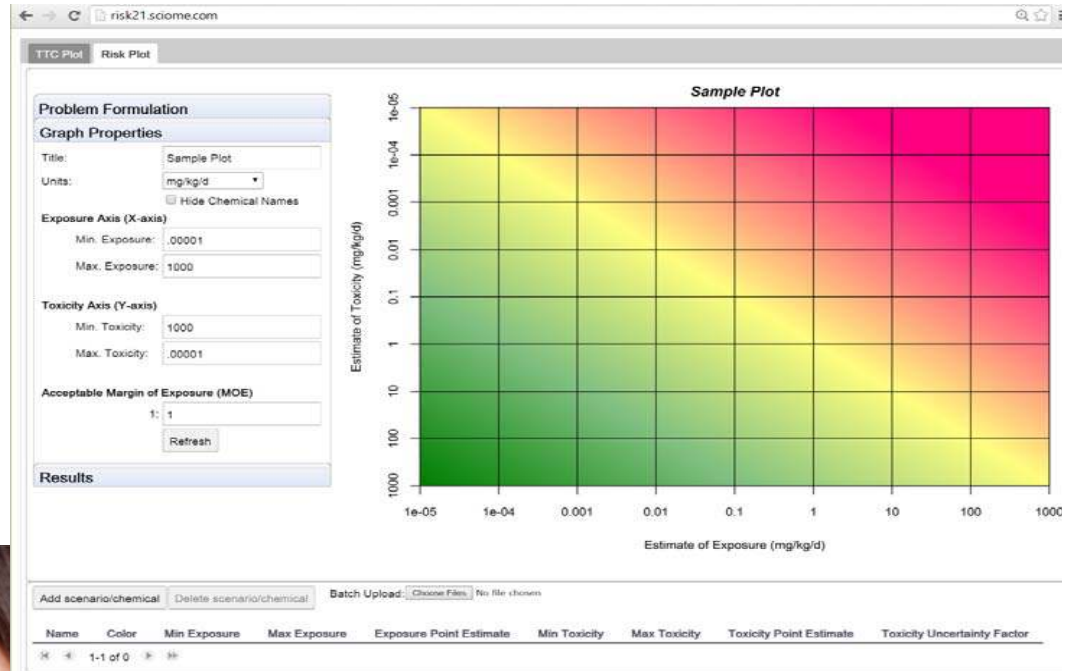 risk21.sciome.com
TTC Plot Risk Plot
Problem Formulation
Graph Properties
Title: Sample Plot
Units: mg/kg/d
Hide Chemical Names
Exposure Axis (X-axis)
Min. Exposure: .00001
Max. Exposure: 1000
Toxicity Axis (Y-axis)
Min. Toxicity: 1000
Max. Toxicity: .00001
Acceptable Margin of Exposure (MOE)
1: 1
Refresh
Results
Sample Plot
Estimate of Toxicity (mg/kg/d)
1e-05
1e-04
0.001
0.01
0.1
1
10
100
1000
1e-05 1e-04 0.001 0.01 0.1 1 10 100 1000
Estimate of Exposure (mg/kg/d)
Add scenario/chemical Delete scenario/chemical Batch Upload: Choose Files No file chosen
Name Color Min Exposure Max Exposure Exposure Point Estimate Min Toxicity Max Toxicity Toxicity Point Estimate Toxicity Uncertainty Factor
1-1 of 0